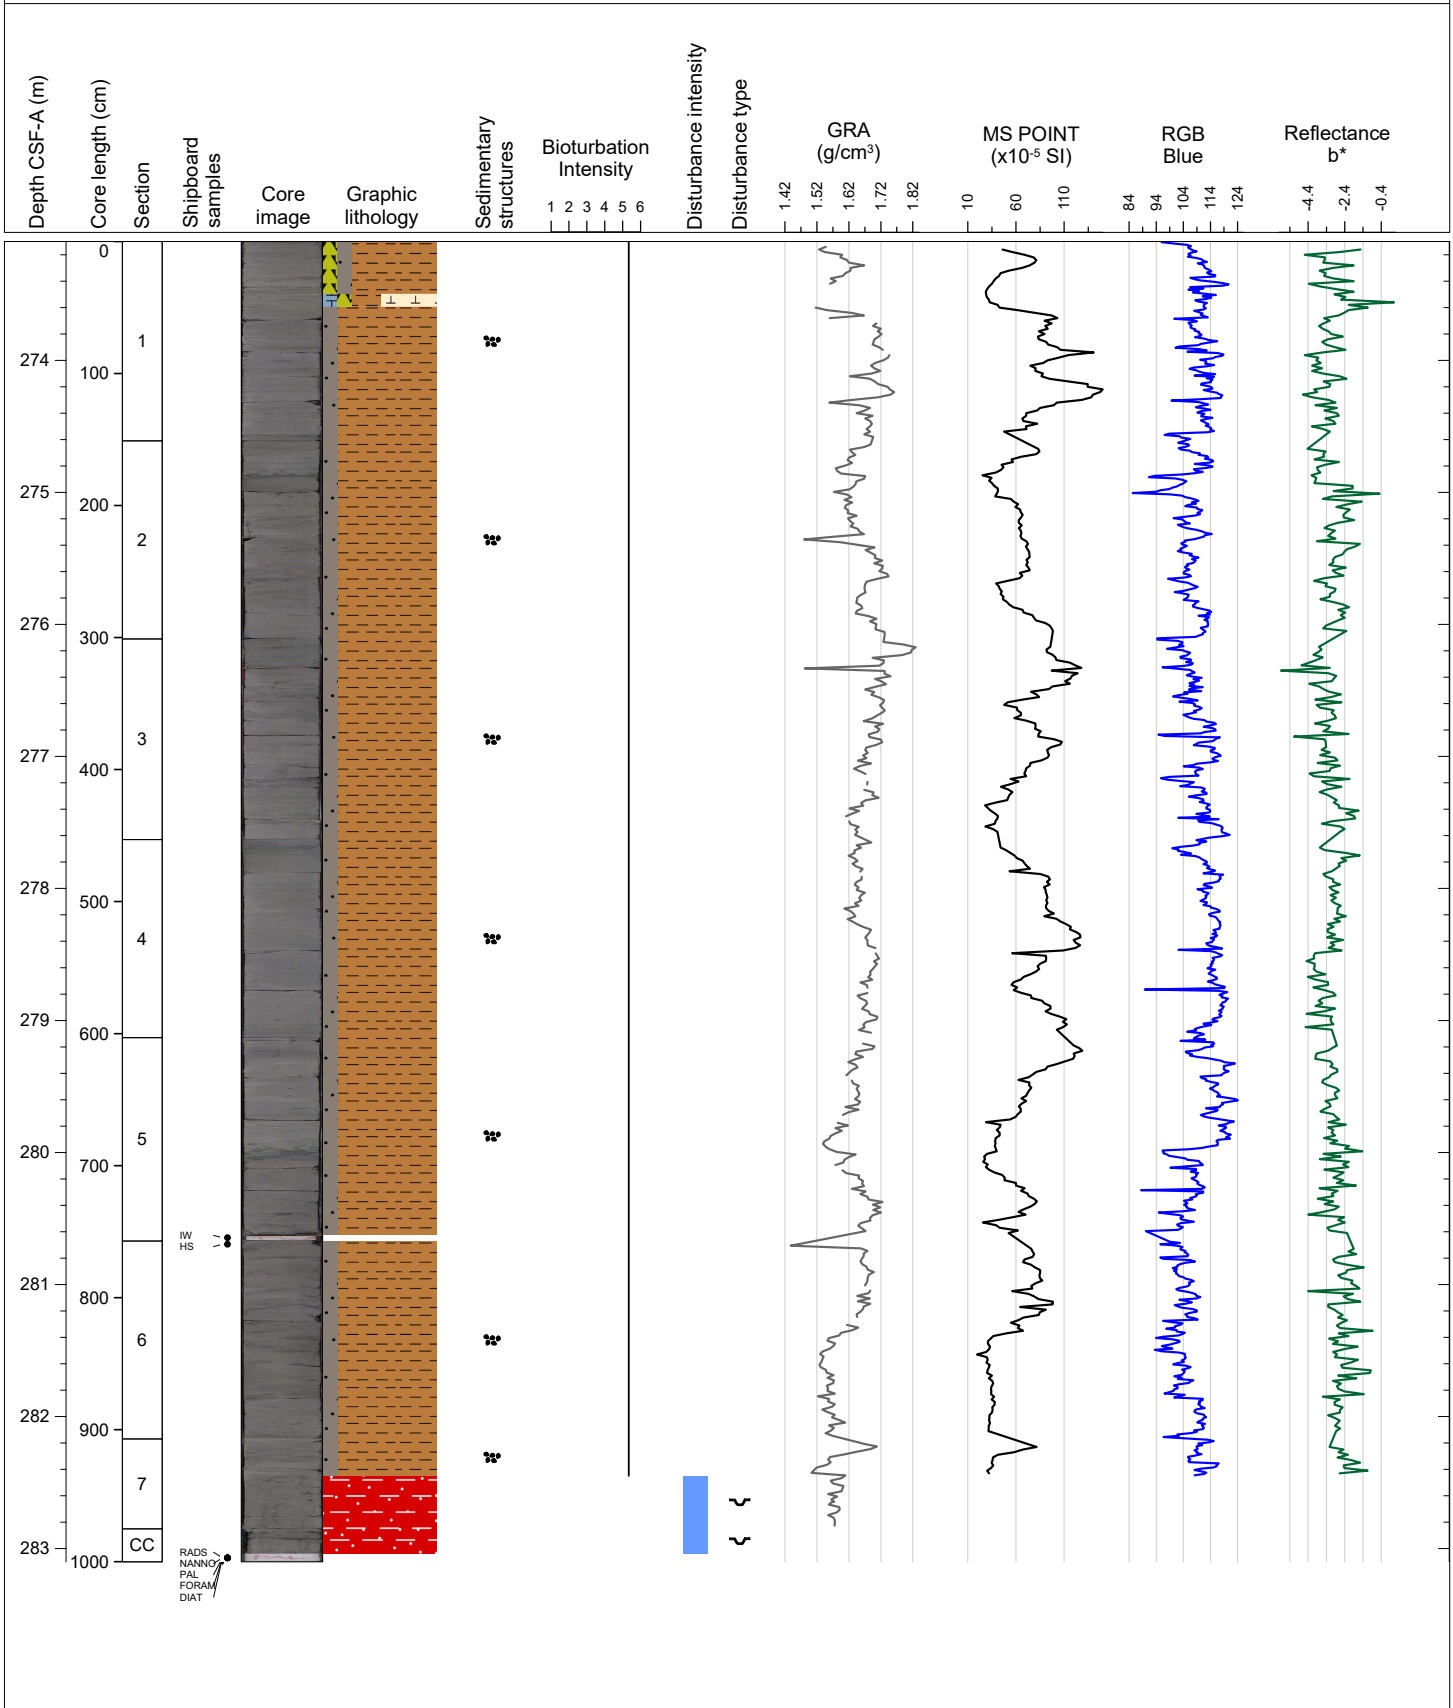 Depth CSF-A (m)
Core length (cm)
Section
Shipboard
samples
Core
image
Graphic
lithology
Sedimentary
structures
Bioturbation
Intensity
1 2 3 4 5 6
Disturbance intensity
Disturbance type
GRA
(g/cm³)
1.42 1.52 1.62 1.72 1.82
MS POINT
(x10⁻⁵ SI)
10 60 110
RGB
Blue
84 94 104 114 124
Reflectance
b*
-4.4 -2.4 -0.4
0
1
274
100
275
200
2
276
300
3
277
400
278
500
4
279
600
5
280
700
IW
HS
281
800
6
282
900
7
CC
283
1000
RADS
NANNO
PAL
FORAM
DIAT